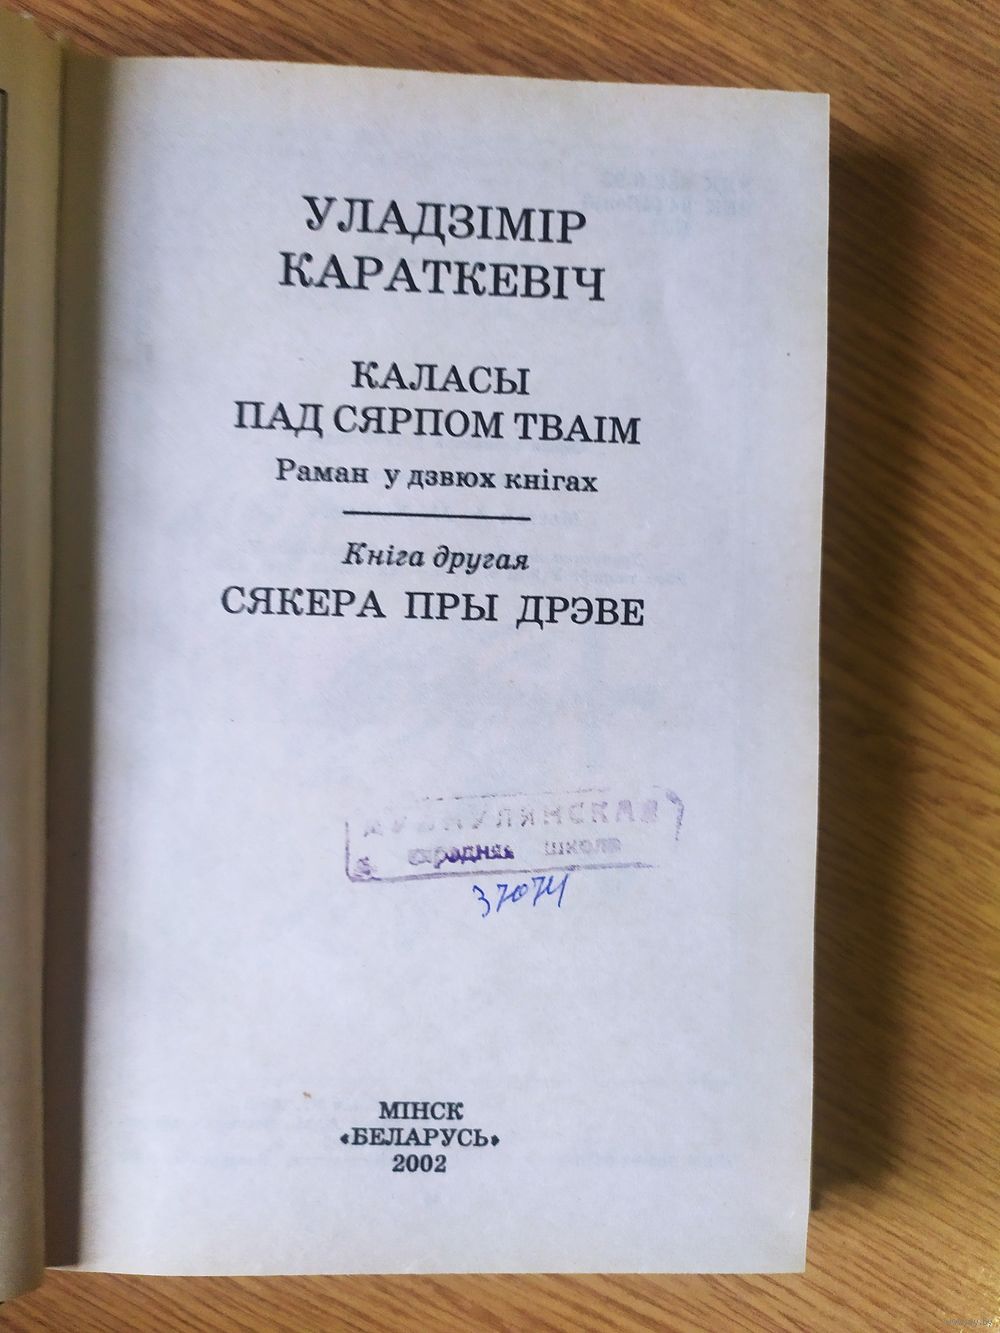 УЛАДЗІМІР
КАРАТКЕВІЧ
КАЛАСЫ
ПАД СЯРПОМ ТВАІМ
Раман у дзвюх кнігах
Кніга другая
СЯКЕРА ПРЫ ДРЭВЕ
сярэдняя школа
37074
МІНСК
«БЕЛАРУСЬ»
2002